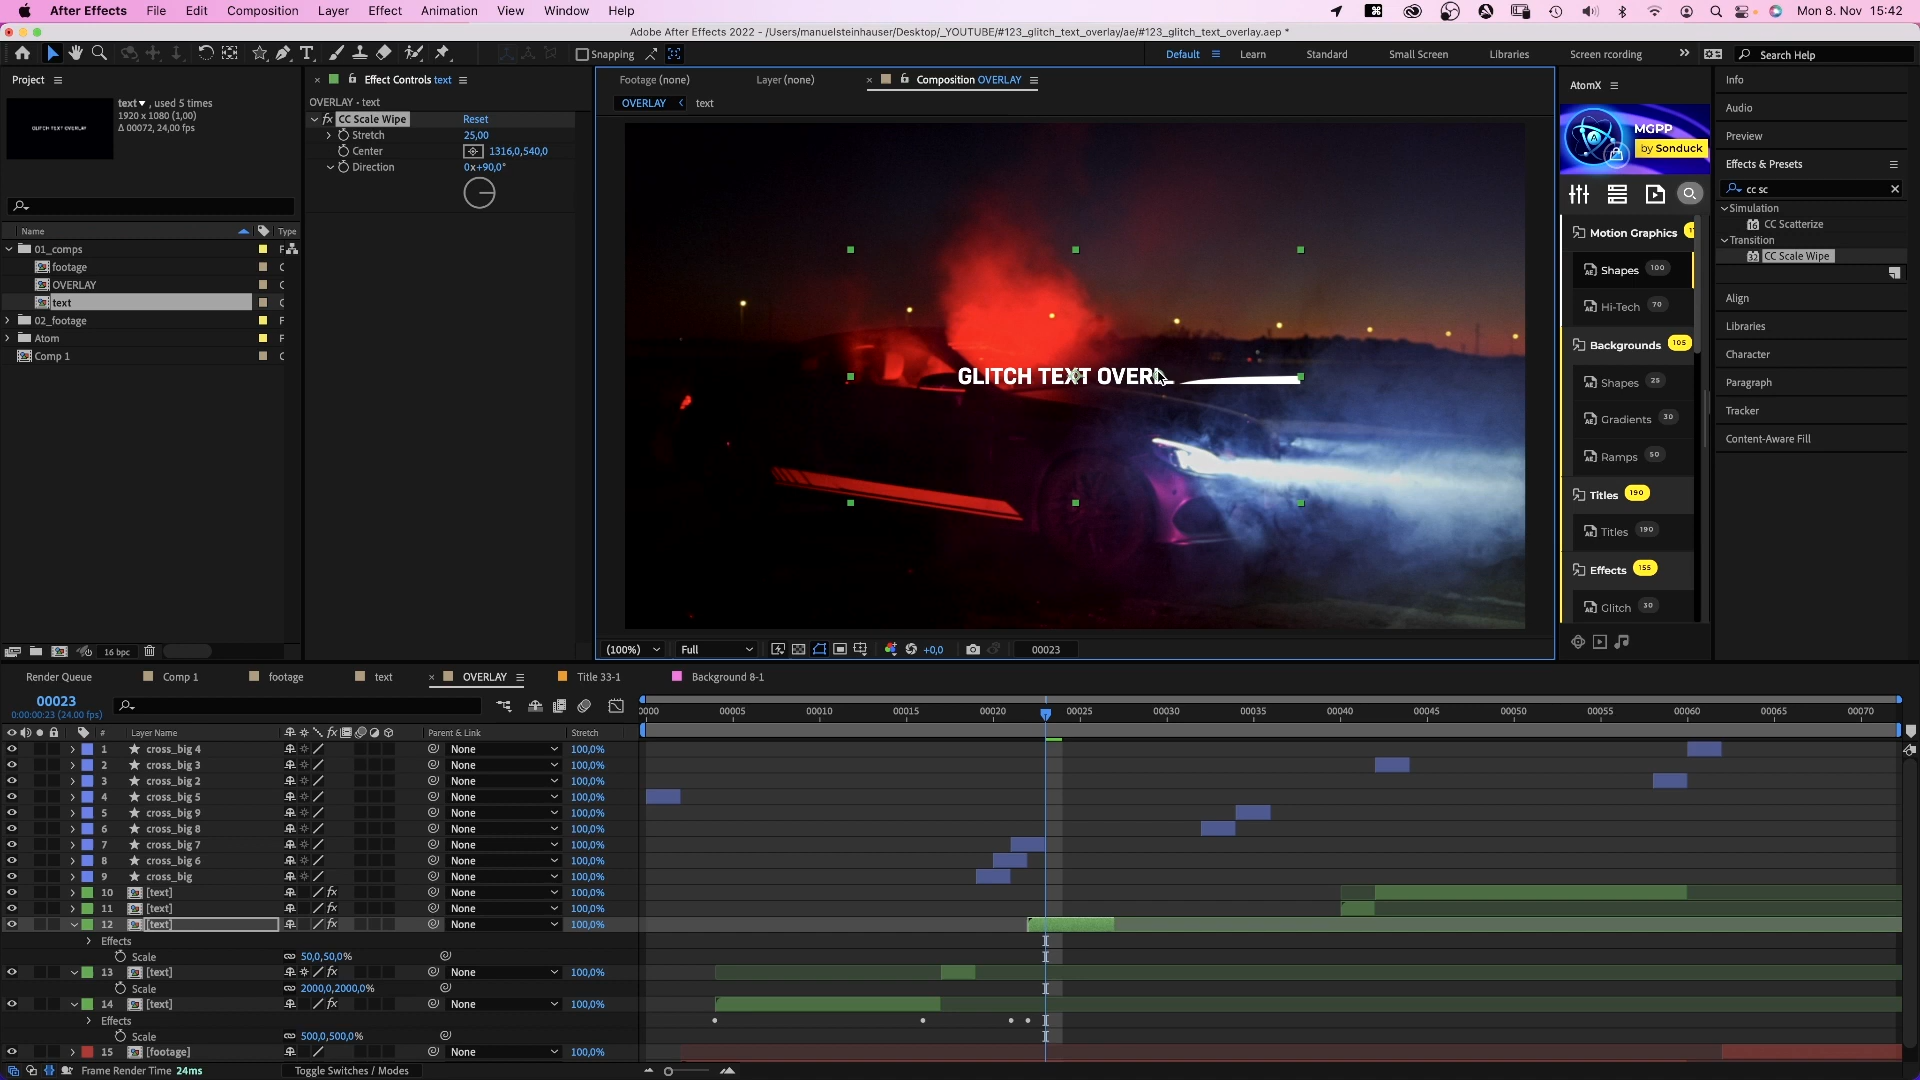 After Effects File Edit Composition Layer Effect Animation View Window Help Mon 8. Nov 15:42
Adobe After Effects 2022 - /Users/manuelsteinhauser/Desktop/_YOUTUBE/#123_glitch_text_overlay/ae/#123_glitch_text_overlay.aep *
Snapping Default Learn Standard Small Screen Libraries Screen rcording Search Help
Project
text , used 5 times
1920 x 1080 (1,00)
Δ 00072, 24,00 fps
GLITCH TEXT OVERLAY
Name Type
01_comps F
footage C
OVERLAY C
text C
02_footage F
Atom F
Comp 1 C
16 bpc
Effect Controls text
OVERLAY · text
fx CC Scale Wipe Reset
Stretch 25,00
Center 1316,0,540,0
Direction 0x+90,0°
Footage (none) Layer (none) Composition OVERLAY
OVERLAY text
GLITCH TEXT OVERL
(100%) Full +0,0 00023
AtomX
MGPP
by Sonduck
Motion Graphics
Shapes 100
Hi-Tech 70
Backgrounds 105
Shapes 25
Gradients 30
Ramps 50
Titles 190
Titles 190
Effects 155
Glitch 30
Info
Audio
Preview
Effects & Presets
cc sc
Simulation
CC Scatterize
Transition
CC Scale Wipe
Align
Libraries
Character
Paragraph
Tracker
Content-Aware Fill
Render Queue Comp 1 footage text OVERLAY Title 33-1 Background 8-1
00023
0:00:00:23 (24.00 fps)
0000 00005 00010 00015 00020 00025 00030 00035 00040 00045 00050 00055 00060 00065 00070
# Layer Name Parent & Link Stretch
1 cross_big 4 None 100,0%
2 cross_big 3 None 100,0%
3 cross_big 2 None 100,0%
4 cross_big 5 None 100,0%
5 cross_big 9 None 100,0%
6 cross_big 8 None 100,0%
7 cross_big 7 None 100,0%
8 cross_big 6 None 100,0%
9 cross_big None 100,0%
10 [text] fx None 100,0%
11 [text] fx None 100,0%
12 [text] fx None 100,0%
Effects
Scale 50,0,50,0%
13 [text] fx None 100,0%
Scale 2000,0,2000,0%
14 [text] fx None 100,0%
Effects
Scale 500,0,500,0%
15 [footage] None 100,0%
Frame Render Time 24ms Toggle Switches / Modes